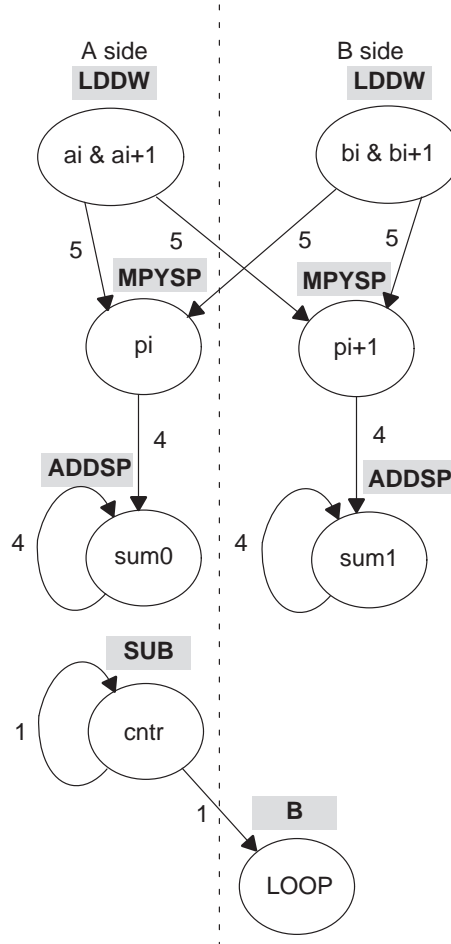 A side
B side
LDDW
LDDW
ai & ai+1
bi & bi+1
5
5
5
5
MPYSP
MPYSP
pi
pi+1
4
4
ADDSP
ADDSP
4
sum0
4
sum1
SUB
1
cntr
1
B
LOOP